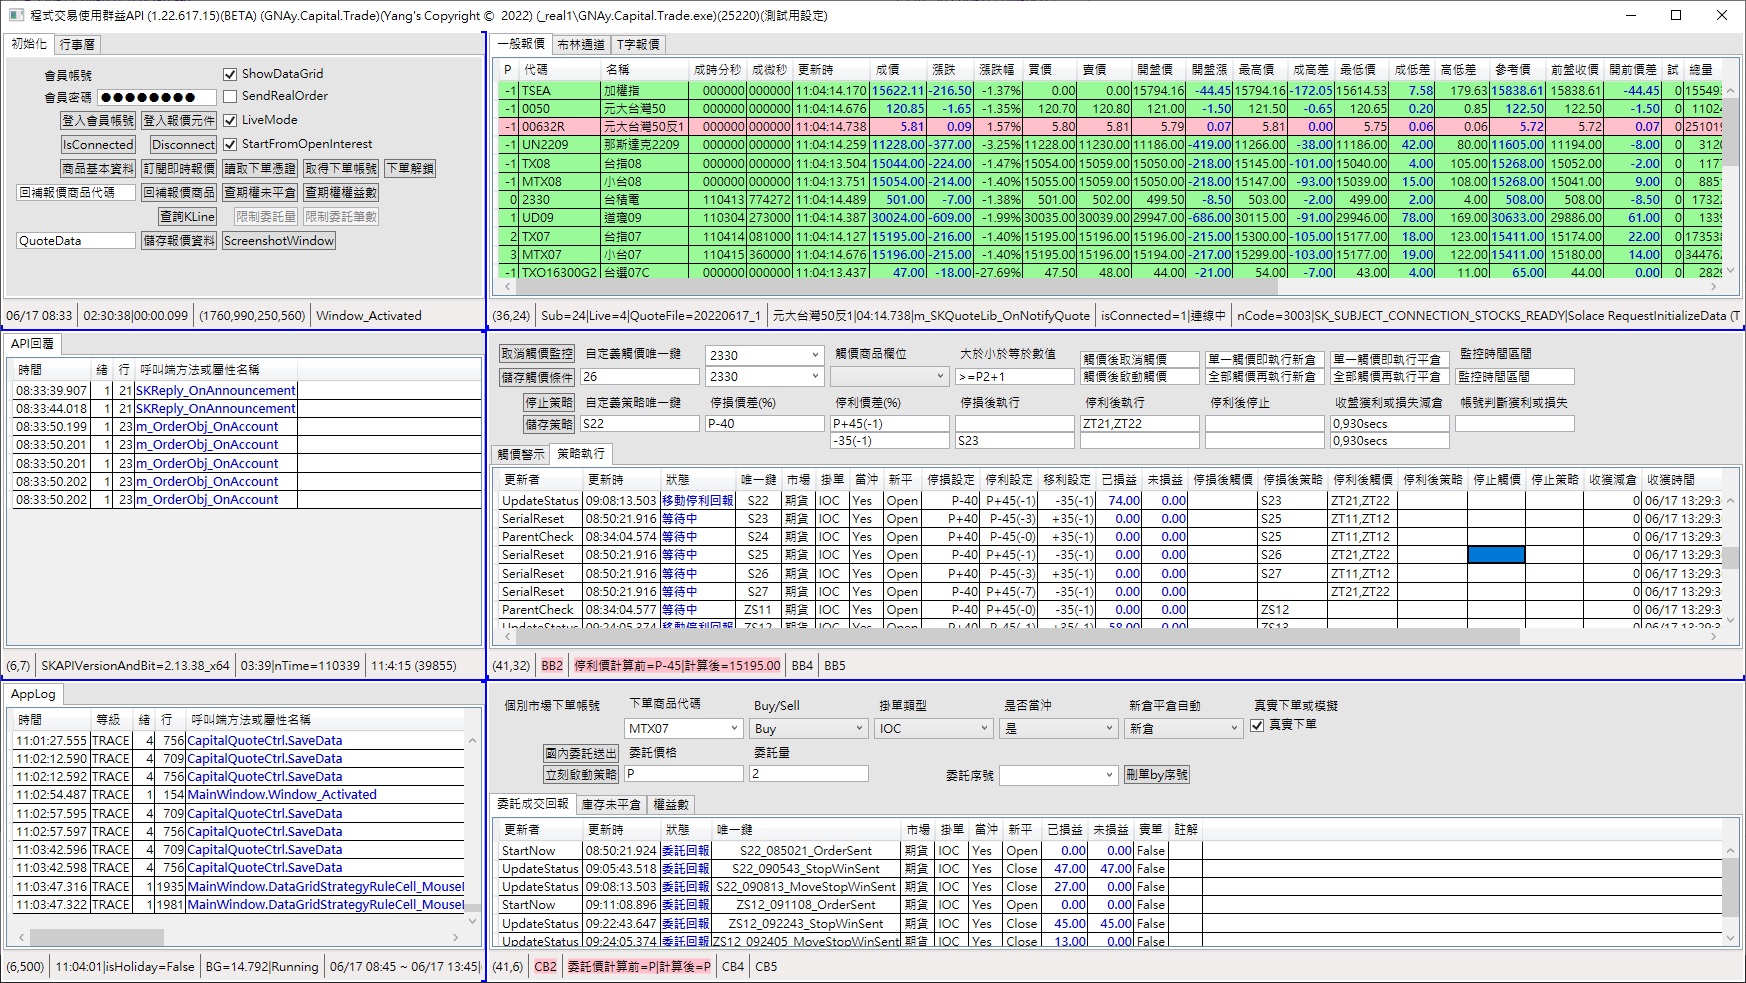 程式交易使用群益API (1.22.617.15)(BETA) (GNAy.Capital.Trade)(Yang's Copyright © 2022) (_real1\GNAy.Capital.Trade.exe)(25220)(測試用設定)
初始化 行事曆
會員帳號 ShowDataGrid
會員密碼 ●●●●●●●● SendRealOrder
登入會員帳號 登入報價元件 LiveMode
IsConnected Disconnect StartFromOpenInterest
商品基本資料 訂閱即時報價 讀取下單憑證 取得下單帳號 下單解鎖
回補報價商品代碼 回補報價商品 查期權未平倉 查期權權益數
查詢KLine 限制委託量 限制委託筆數
QuoteData 儲存報價資料 ScreenshotWindow
06/17 08:33 02:30:38|00:00.099 (1760,990,250,560) Window_Activated
一般報價 布林通道 T字報價
P 代碼 名稱 成時分秒 成微秒 更新時 成價 漲跌 漲跌幅 買價 賣價 開盤價 開盤漲 最高價 成高差 最低價 成低差 高低差 參考價 前盤收價 開前價差 試 總量
-1 TSEA 加權指 000000 000000 11:04:14.170 15622.11 -216.50 -1.37% 0.00 0.00 15794.16 -44.45 15794.16 -172.05 15614.53 7.58 179.63 15838.61 15838.61 -44.45 0 15549
-1 0050 元大台灣50 000000 000000 11:04:14.676 120.85 -1.65 -1.35% 120.70 120.80 121.00 -1.50 121.50 -0.65 120.65 0.20 0.85 122.50 122.50 -1.50 0 11024
-1 00632R 元大台灣50反1 000000 000000 11:04:14.738 5.81 0.09 1.57% 5.80 5.81 5.79 0.07 5.81 0.00 5.75 0.06 0.06 5.72 5.72 0.07 0 251019
-1 UN2209 那斯達克2209 000000 000000 11:04:14.259 11228.00 -377.00 -3.25% 11228.00 11230.00 11186.00 -419.00 11266.00 -38.00 11186.00 42.00 80.00 11605.00 11194.00 -8.00 0 3120
-1 TX08 台指08 000000 000000 11:04:13.504 15044.00 -224.00 -1.47% 15054.00 15059.00 15050.00 -218.00 15145.00 -101.00 15040.00 4.00 105.00 15268.00 15052.00 -2.00 0 1177
-1 MTX08 小台08 000000 000000 11:04:13.751 15054.00 -214.00 -1.40% 15055.00 15059.00 15050.00 -218.00 15147.00 -93.00 15039.00 15.00 108.00 15268.00 15041.00 9.00 0 8851
0 2330 台積電 110413 774272 11:04:14.489 501.00 -7.00 -1.38% 501.00 502.00 499.50 -8.50 503.00 -2.00 499.00 2.00 4.00 508.00 508.00 -8.50 0 17322
1 UD09 道瓊09 110304 273000 11:04:14.387 30024.00 -609.00 -1.99% 30035.00 30039.00 29947.00 -686.00 30115.00 -91.00 29946.00 78.00 169.00 30633.00 29886.00 61.00 0 1339
2 TX07 台指07 110414 081000 11:04:14.127 15195.00 -216.00 -1.40% 15195.00 15196.00 15196.00 -215.00 15300.00 -105.00 15177.00 18.00 123.00 15411.00 15174.00 22.00 0 173538
3 MTX07 小台07 110415 360000 11:04:14.676 15196.00 -215.00 -1.40% 15195.00 15196.00 15194.00 -217.00 15299.00 -103.00 15177.00 19.00 122.00 15411.00 15180.00 14.00 0 344762
-1 TXO16300G2 台選07C 000000 000000 11:04:13.437 47.00 -18.00 -27.69% 47.50 48.00 44.00 -21.00 54.00 -7.00 43.00 4.00 11.00 65.00 44.00 0.00 0 2829
(36,24) Sub=24|Live=4|QuoteFile=20220617_1 元大台灣50反1|04:14.738|m_SKQuoteLib_OnNotifyQuote isConnected=1|連線中 nCode=3003|SK_SUBJECT_CONNECTION_STOCKS_READY|Solace RequestInitializeData (T
API回覆
時間 緒 行 呼叫端方法或屬性名稱
08:33:39.907 1 21 SKReply_OnAnnouncement
08:33:44.018 1 21 SKReply_OnAnnouncement
08:33:50.199 1 23 m_OrderObj_OnAccount
08:33:50.201 1 23 m_OrderObj_OnAccount
08:33:50.201 1 23 m_OrderObj_OnAccount
08:33:50.202 1 23 m_OrderObj_OnAccount
08:33:50.202 1 23 m_OrderObj_OnAccount
(6,7) SKAPIVersionAndBit=2.13.38_x64 03:39|nTime=110339 11:4:15 (39855)
取消觸價監控 自定義觸價唯一鍵 2330 觸價商品欄位 大於小於等於數值 觸價後取消觸價 單一觸價即執行新倉 單一觸價即執行平倉 監控時間區間
儲存觸價條件 26 2330 >=P2+1 觸價後啟動觸價 全部觸價再執行新倉 全部觸價再執行平倉 監控時間區間
停止策略 自定義策略唯一鍵 停損價差(%) 停利價差(%) 停損後執行 停利後執行 停利後停止 收盤獲利或損失減倉 帳號判斷獲利或損失
儲存策略 S22 P-40 P+45(-1) ZT21,ZT22 0,930secs
-35(-1) S23 0,930secs
觸價警示 策略執行
更新者 更新時 狀態 唯一鍵 市場 掛單 當沖 新平 停損設定 停利設定 移利設定 已損益 未損益 停損後觸價 停損後策略 停利後觸價 停利後策略 停止觸價 停止策略 收獲減倉 收獲時間
UpdateStatus 09:08:13.503 移動停利回報 S22 期貨 IOC Yes Open P-40 P+45(-1) -35(-1) 74.00 0.00 S23 ZT21,ZT22 0 06/17 13:29:3
SerialReset 08:50:21.916 等待中 S23 期貨 IOC Yes Open P+40 P-45(-3) +35(-1) 0.00 0.00 S25 ZT11,ZT12 0 06/17 13:29:3
ParentCheck 08:34:04.574 等待中 S24 期貨 IOC Yes Open P+40 P-45(-0) +35(-1) 0.00 0.00 S25 ZT11,ZT12 0 06/17 13:29:3
SerialReset 08:50:21.916 等待中 S25 期貨 IOC Yes Open P-40 P+45(-1) -35(-1) 0.00 0.00 S26 ZT21,ZT22 0 06/17 13:29:3
SerialReset 08:50:21.916 等待中 S26 期貨 IOC Yes Open P+40 P-45(-3) +35(-1) 0.00 0.00 S27 ZT11,ZT12 0 06/17 13:29:3
SerialReset 08:50:21.916 等待中 S27 期貨 IOC Yes Open P-40 P+45(-7) -35(-1) 0.00 0.00 ZT21,ZT22 0 06/17 13:29:3
ParentCheck 08:34:04.577 等待中 ZS11 期貨 IOC Yes Open P-40 P+45(-0) -35(-1) 0.00 0.00 ZS12 0 06/17 13:29:3
UpdateStatus 09:24:05.374 移動停利回報 ZS12 期貨 IOC Yes Open P+40 P-45(-1) +35(-1) 58.00 0.00 ZS13 0 06/17 13:29:3
(41,32) BB2 停利價計算前=P-45|計算後=15195.00 BB4 BB5
AppLog
時間 等級 緒 行 呼叫端方法或屬性名稱
11:01:27.555 TRACE 4 756 CapitalQuoteCtrl.SaveData
11:02:12.590 TRACE 4 709 CapitalQuoteCtrl.SaveData
11:02:12.592 TRACE 4 756 CapitalQuoteCtrl.SaveData
11:02:54.487 TRACE 1 154 MainWindow.Window_Activated
11:02:57.595 TRACE 4 709 CapitalQuoteCtrl.SaveData
11:02:57.597 TRACE 4 756 CapitalQuoteCtrl.SaveData
11:03:42.596 TRACE 4 709 CapitalQuoteCtrl.SaveData
11:03:42.598 TRACE 4 756 CapitalQuoteCtrl.SaveData
11:03:47.316 TRACE 1 1935 MainWindow.DataGridStrategyRuleCell_Mousel
11:03:47.322 TRACE 1 1981 MainWindow.DataGridStrategyRuleCell_Mousel
(6,500) 11:04:01|isHoliday=False BG=14.792|Running 06/17 08:45 ~ 06/17 13:45|
個別市場下單帳號 下單商品代碼 Buy/Sell 掛單類型 是否當沖 新倉平倉自動 真實下單或模擬
MTX07 Buy IOC 是 新倉 真實下單
國內委託送出 委託價格 委託量
立刻啟動策略 P 2 委託序號 刪單by序號
委託成交回報 庫存未平倉 權益數
更新者 更新時 狀態 唯一鍵 市場 掛單 當沖 新平 已損益 未損益 實單 註解
StartNow 08:50:21.924 委託回報 S22_085021_OrderSent 期貨 IOC Yes Open 0.00 0.00 False
UpdateStatus 09:05:43.518 委託回報 S22_090543_StopWinSent 期貨 IOC Yes Close 47.00 47.00 False
UpdateStatus 09:08:13.503 委託回報 S22_090813_MoveStopWinSent 期貨 IOC Yes Close 27.00 0.00 False
StartNow 09:11:08.896 委託回報 ZS12_091108_OrderSent 期貨 IOC Yes Open 0.00 0.00 False
UpdateStatus 09:22:43.647 委託回報 ZS12_092243_StopWinSent 期貨 IOC Yes Close 45.00 45.00 False
UpdateStatus 09:24:05.374 委託回報 ZS12_092405_MoveStopWinSent 期貨 IOC Yes Close 13.00 0.00 False
(41,6) CB2 委託價計算前=P|計算後=P CB4 CB5